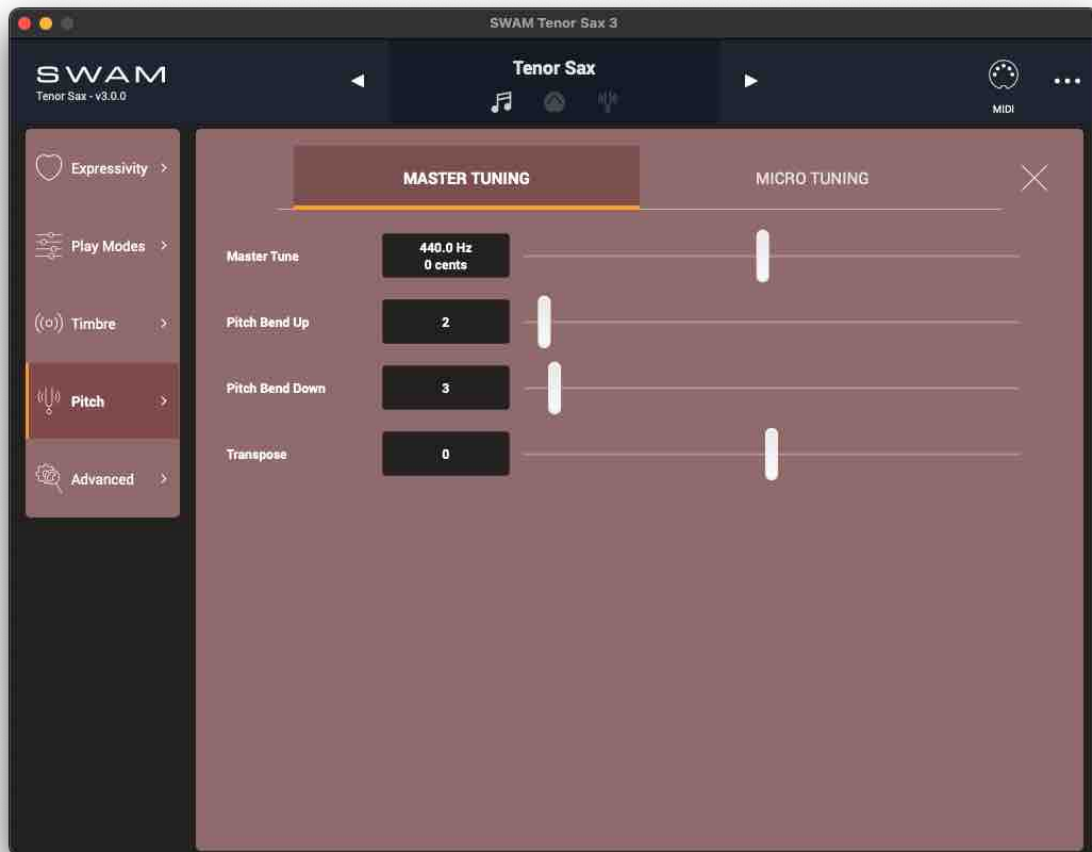 SWAM Tenor Sax 3
SWAM
Tenor Sax - v3.0.0
Tenor Sax
MIDI
Expressivity
Play Modes
Timbre
Pitch
Advanced
MASTER TUNING
MICRO TUNING
Master Tune
440.0 Hz
0 cents
Pitch Bend Up
2
Pitch Bend Down
3
Transpose
0